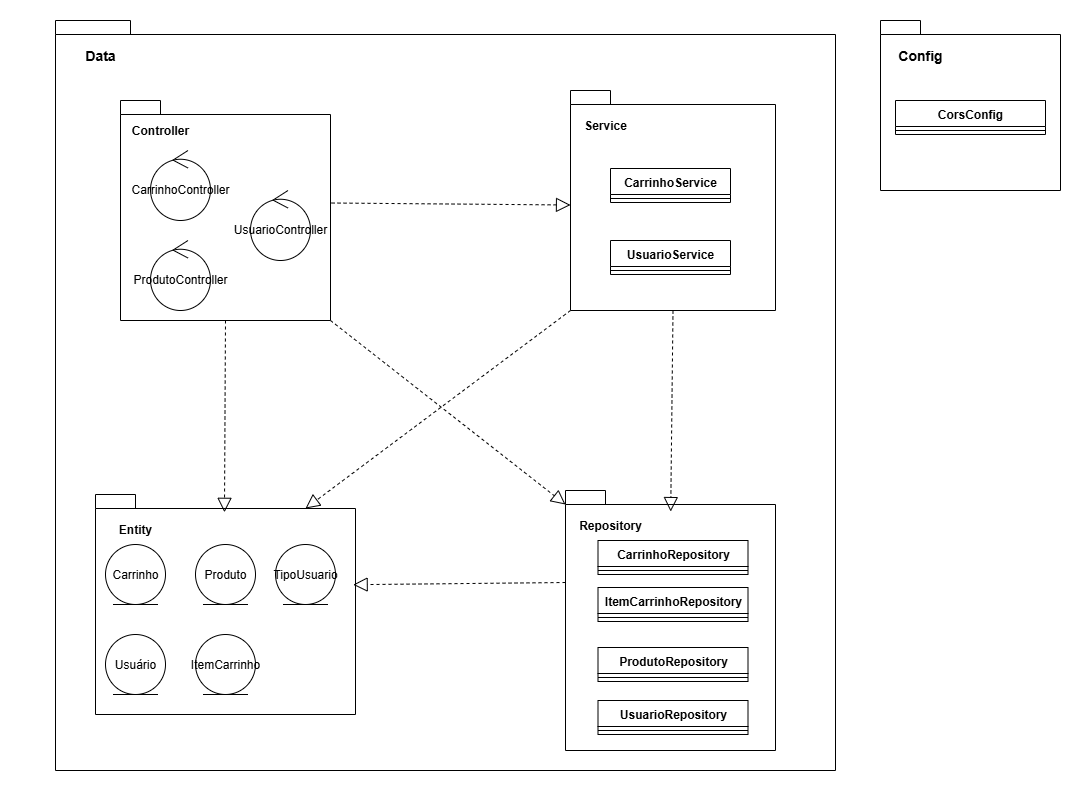 Data
Config
CorsConfig
Controller
CarrinhoController
UsuarioController
ProdutoController
Service
CarrinhoService
UsuarioService
Entity
Carrinho
Produto
TipoUsuario
Usuário
ItemCarrinho
Repository
CarrinhoRepository
ItemCarrinhoRepository
ProdutoRepository
UsuarioRepository